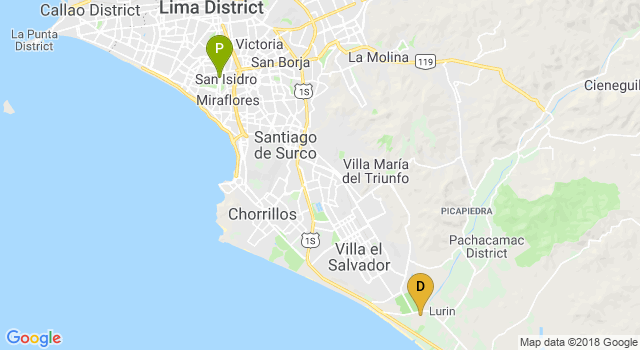 Callao District
Lima District
La Punta
District
Victoria
P
San Borja
La Molina
San Isidro
119
Cieneguil
1S
Miraflores
Santiago
de Surco
Villa María
del Triunfo
PICAPIEDRA
Chorrillos
1S
Villa el
Salvador
Pachacamac
District
D
Lurin
Google
Map data ©2018 Google